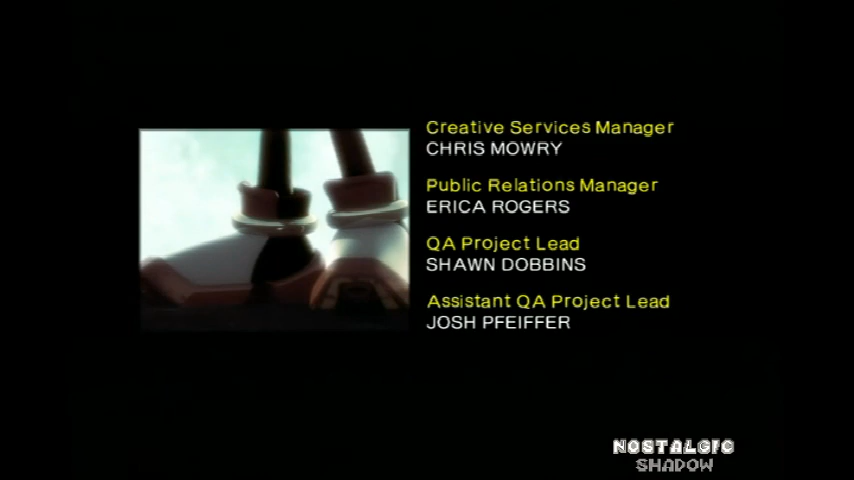 Creative Services Manager
CHRIS MOWRY
Public Relations Manager
ERICA ROGERS
QA Project Lead
SHAWN DOBBINS
Assistant QA Project Lead
JOSH PFEIFFER
NOSTALGIC
SHADOW